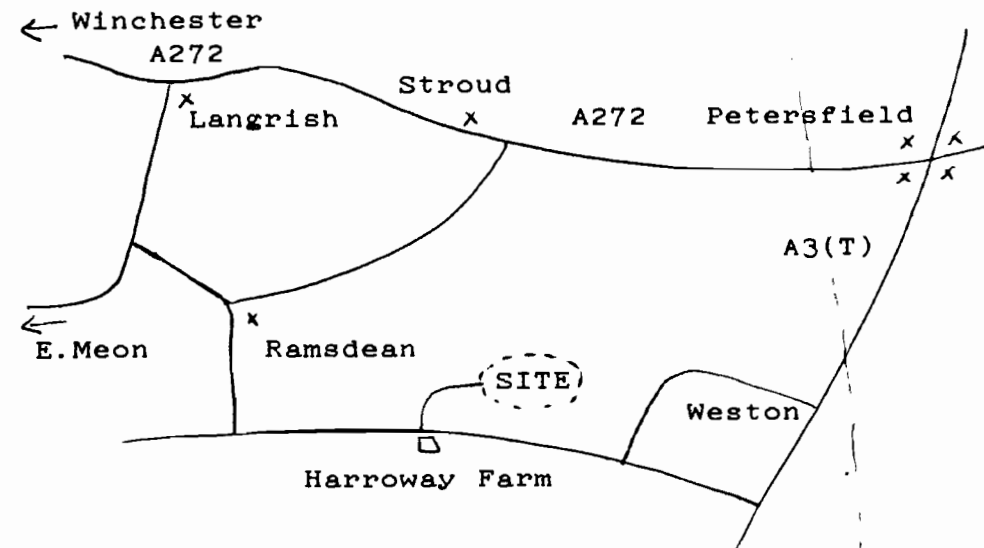 Winchester
A272
Stroud
Langrish
A272
Petersfield
A3(T)
E.Meon
Ramsdean
SITE
Weston
Harroway Farm